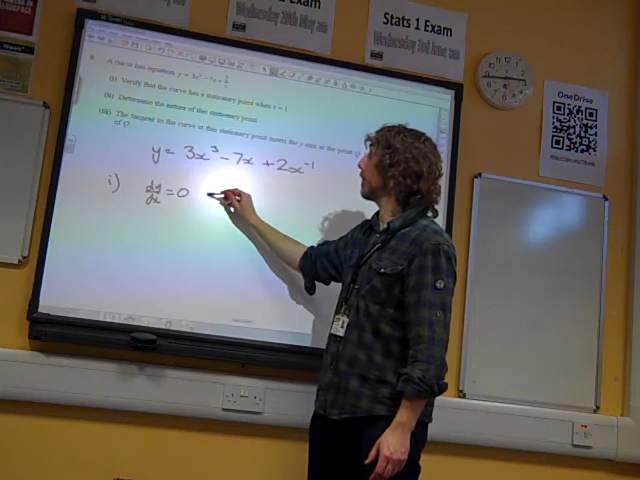 Exam
Wednesday 20th May am
Stats 1 Exam
Wednesday 3rd June am
OneDrive
A curve has equation y = 3x³ − 7x + 2/x
(i) Verify that the curve has a stationary point when x = 1
(ii) Determine the nature of this stationary point
(iii) The tangent to the curve at this stationary point meets the y-axis at the point Q
of Q
y = 3x³ − 7x + 2x⁻¹
i) dy/dx = 0